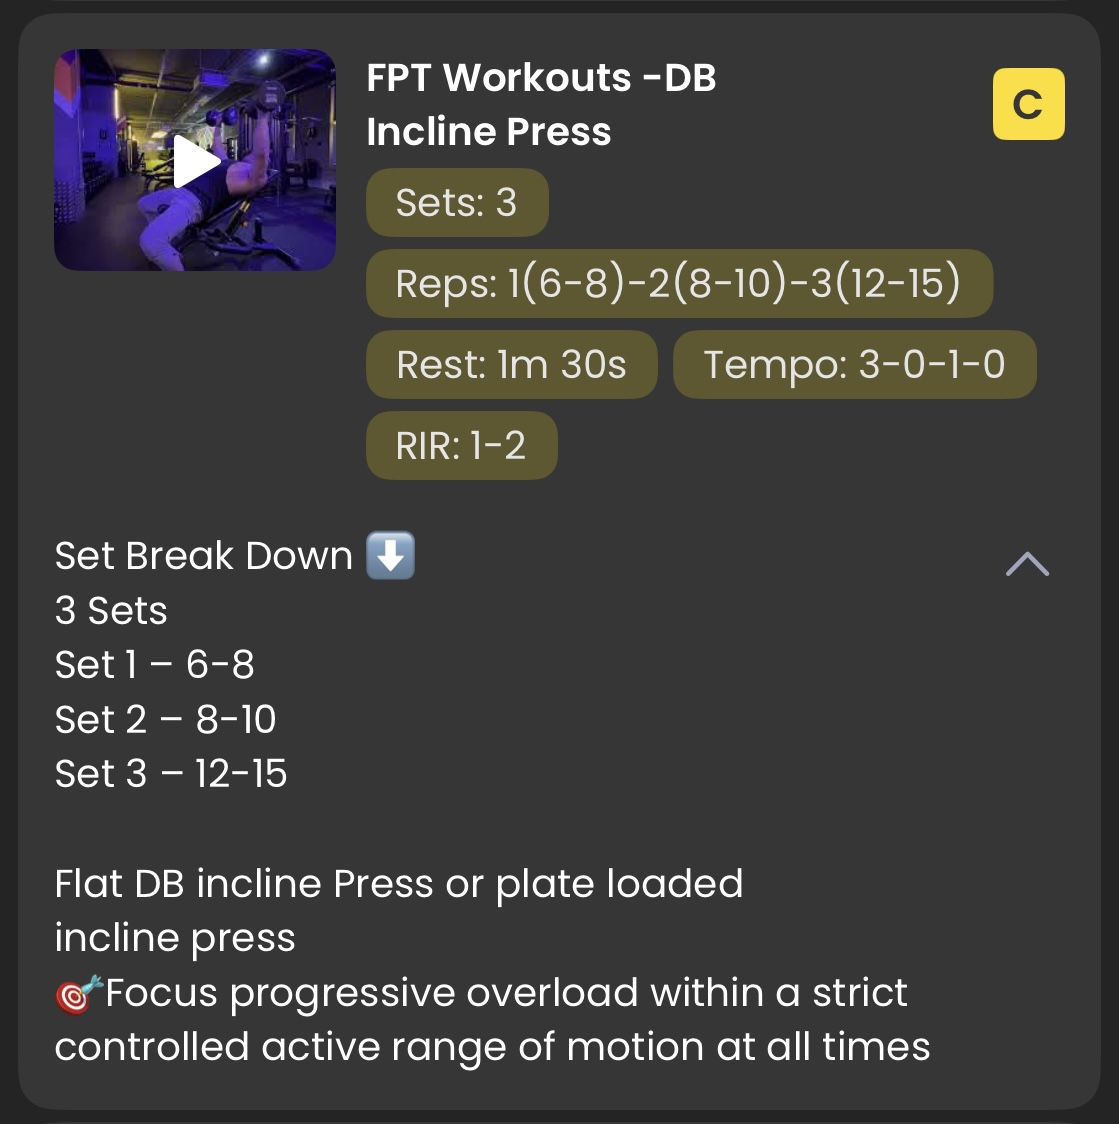 FPT Workouts -DB
Incline Press
C
Sets: 3
Reps: 1(6-8)-2(8-10)-3(12-15)
Rest: 1m 30s
Tempo: 3-0-1-0
RIR: 1-2
Set Break Down ⬇️
3 Sets
Set 1 – 6-8
Set 2 – 8-10
Set 3 – 12-15
Flat DB incline Press or plate loaded
incline press
🎯Focus progressive overload within a strict
controlled active range of motion at all times